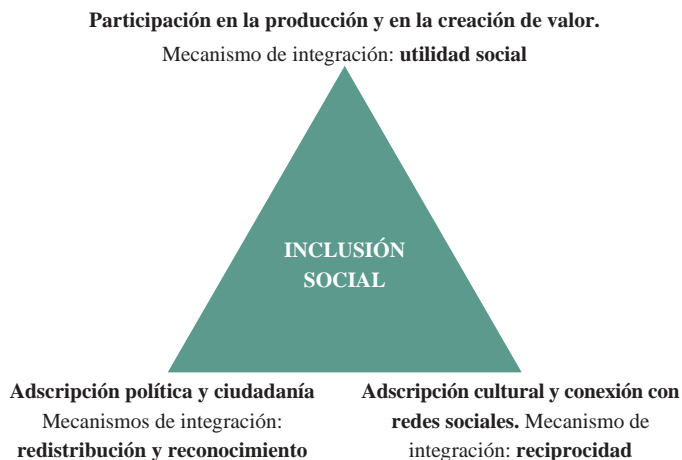 Participación en la producción y en la creación de valor.
Mecanismo de integración: utilidad social
INCLUSIÓN
SOCIAL
Adscripción política y ciudadanía
Mecanismos de integración:
redistribución y reconocimiento
Adscripción cultural y conexión con
redes sociales. Mecanismo de
integración: reciprocidad